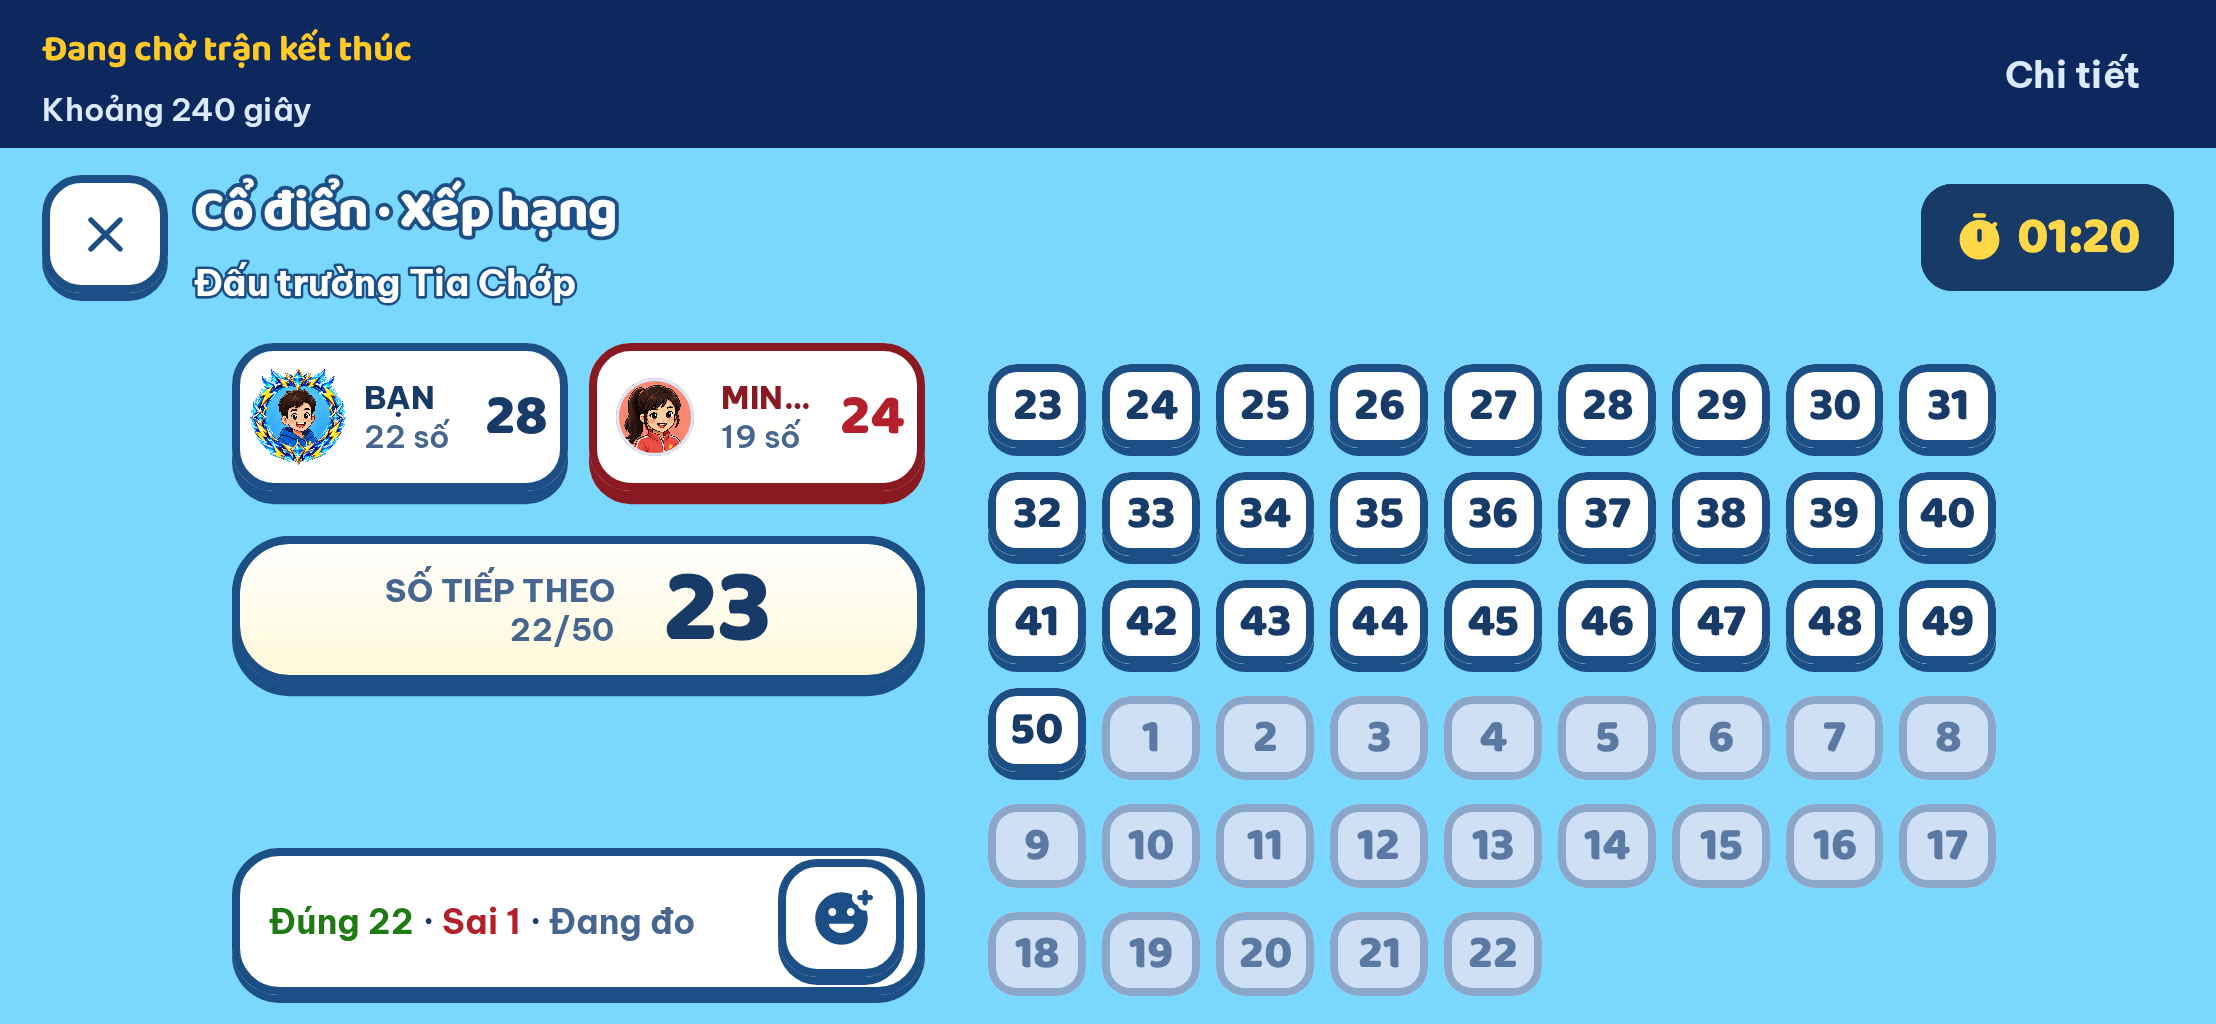 Đang chờ trận kết thúc
Khoảng 240 giây
Chi tiết
Cổ điển · Xếp hạng
Đấu trường Tia Chớp
01:20
BẠN
22 số
28
MIN...
19 số
24
SỐ TIẾP THEO
22/50
23
Đúng 22 · Sai 1 · Đang đo
23 24 25 26 27 28 29 30 31
32 33 34 35 36 37 38 39 40
41 42 43 44 45 46 47 48 49
50 1 2 3 4 5 6 7 8
9 10 11 12 13 14 15 16 17
18 19 20 21 22